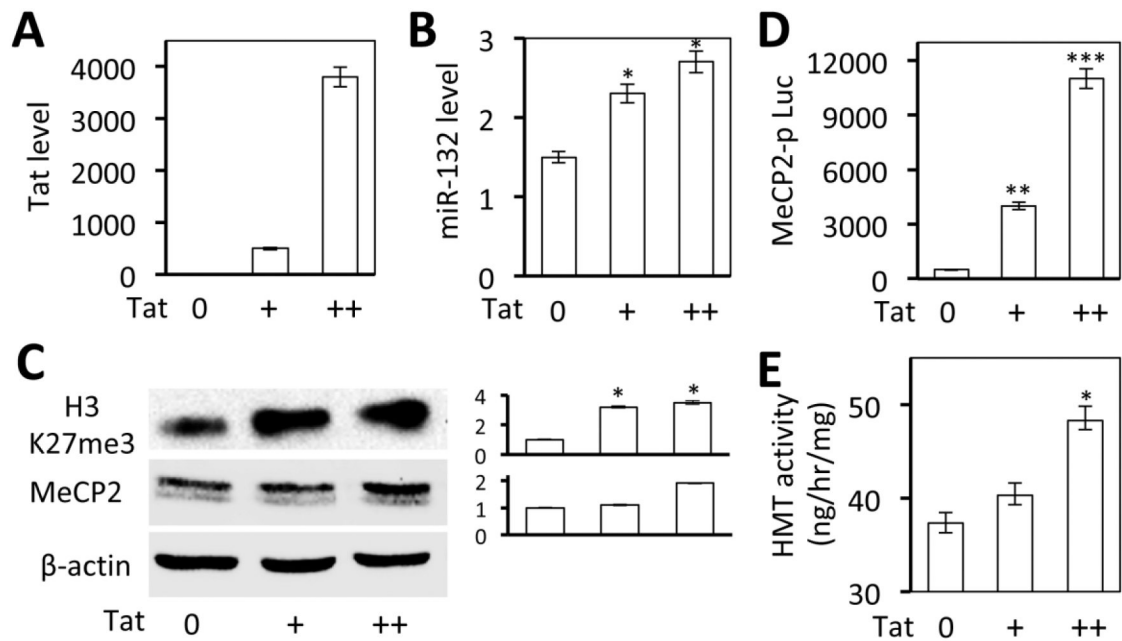 A
Tat level
4000
3000
2000
1000
0
Tat 0 + ++
B
miR-132 level
3
2
1
0
* *
Tat 0 + ++
D
MeCP2-p Luc
12000
9000
6000
3000
0
** ***
Tat 0 + ++
C
H3
K27me3
MeCP2
β-actin
Tat 0 + ++
4
2
0
* *
2
1
0
E
HMT activity
(ng/hr/mg)
50
40
30
*
Tat 0 + ++